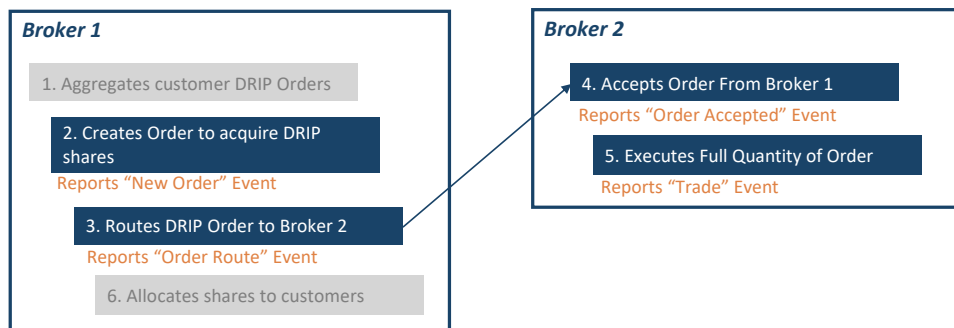 Broker 1
1. Aggregates customer DRIP Orders
2. Creates Order to acquire DRIP
shares
Reports “New Order” Event
3. Routes DRIP Order to Broker 2
Reports “Order Route” Event
6. Allocates shares to customers
Broker 2
4. Accepts Order From Broker 1
Reports “Order Accepted” Event
5. Executes Full Quantity of Order
Reports “Trade” Event